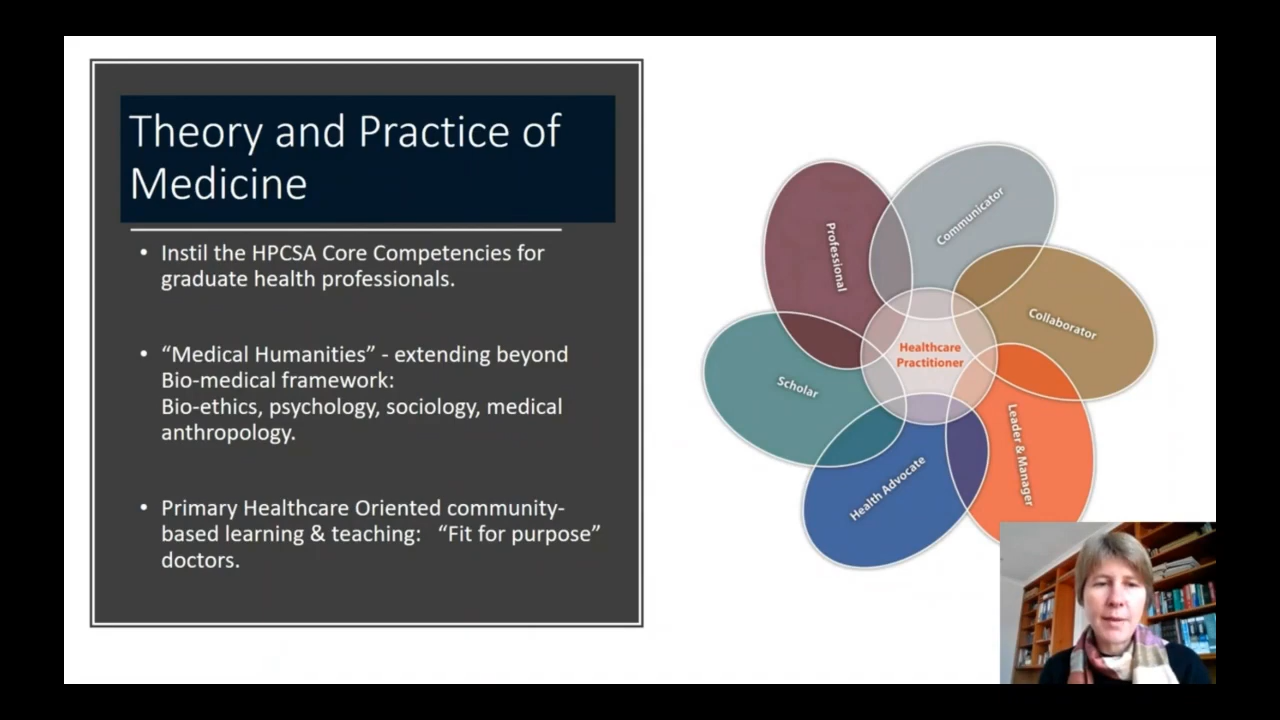 Theory and Practice of
Medicine
• Instil the HPCSA Core Competencies for
graduate health professionals.
• “Medical Humanities” - extending beyond
Bio-medical framework:
Bio-ethics, psychology, sociology, medical
anthropology.
• Primary Healthcare Oriented community-
based learning & teaching: “Fit for purpose”
doctors.
Professional
Communicator
Collaborator
Healthcare
Practitioner
Scholar
Leader & Manager
Health Advocate